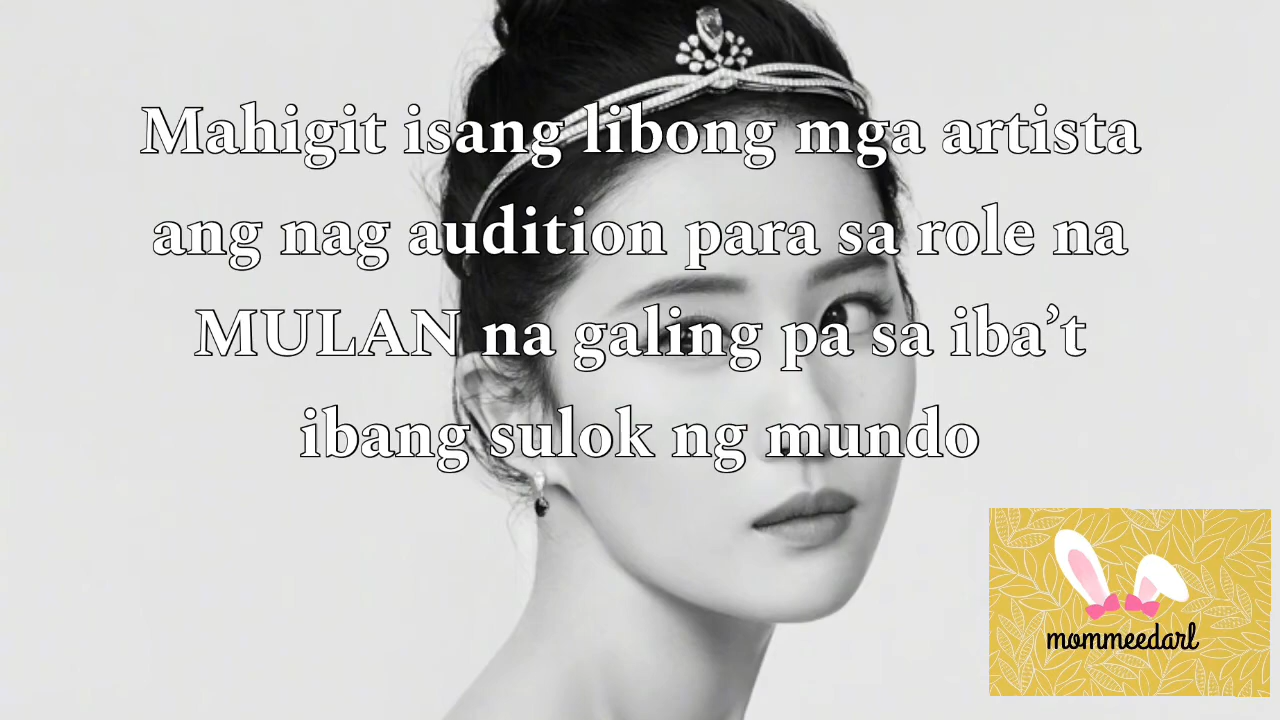 Mahigit isang libong mga artista
ang nag audition para sa role na
MULAN na galing pa sa iba’t
ibang sulok ng mundo
mommeedarl